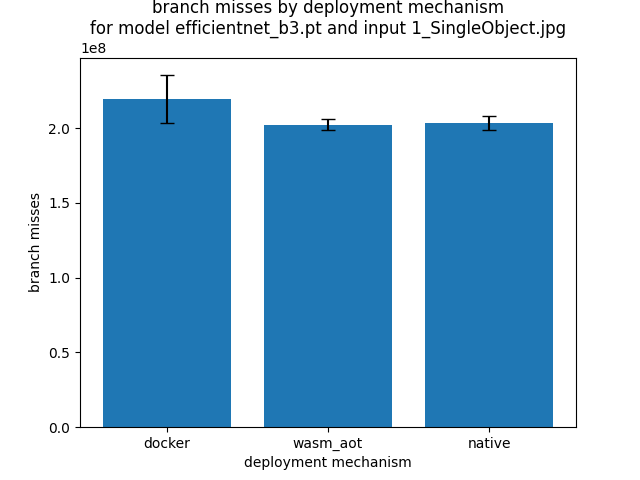 branch misses by deployment mechanism
for model efficientnet_b3.pt and input 1_SingleObject.jpg
1e8
2.0
1.5
1.0
0.5
0.0
branch misses
docker
wasm_aot
native
deployment mechanism